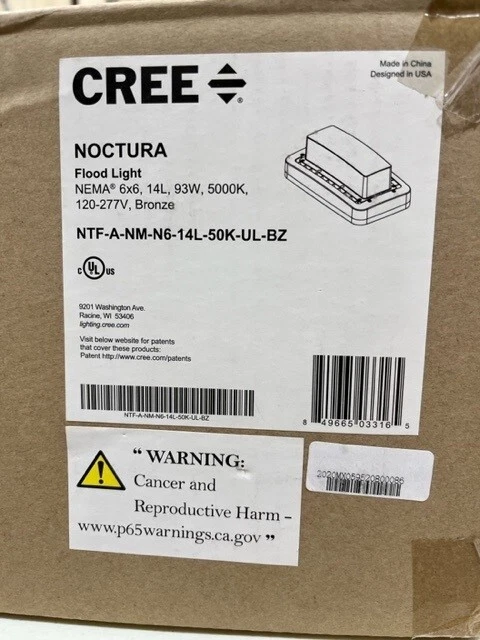 CREE®
Made in China
Designed in USA
NOCTURA
Flood Light
NEMA® 6x6, 14L, 93W, 5000K,
120-277V, Bronze
NTF-A-NM-N6-14L-50K-UL-BZ
C UL US
9201 Washington Ave.
Racine, WI 53406
lighting.cree.com
Visit below website for patents
that cover these products:
Patent http://www.cree.com/patents
NTF-A-NM-N6-14L-50K-UL-BZ
8 49665 03316 5
“ WARNING:
Cancer and
Reproductive Harm –
www.p65warnings.ca.gov ”
2020MX059520800086